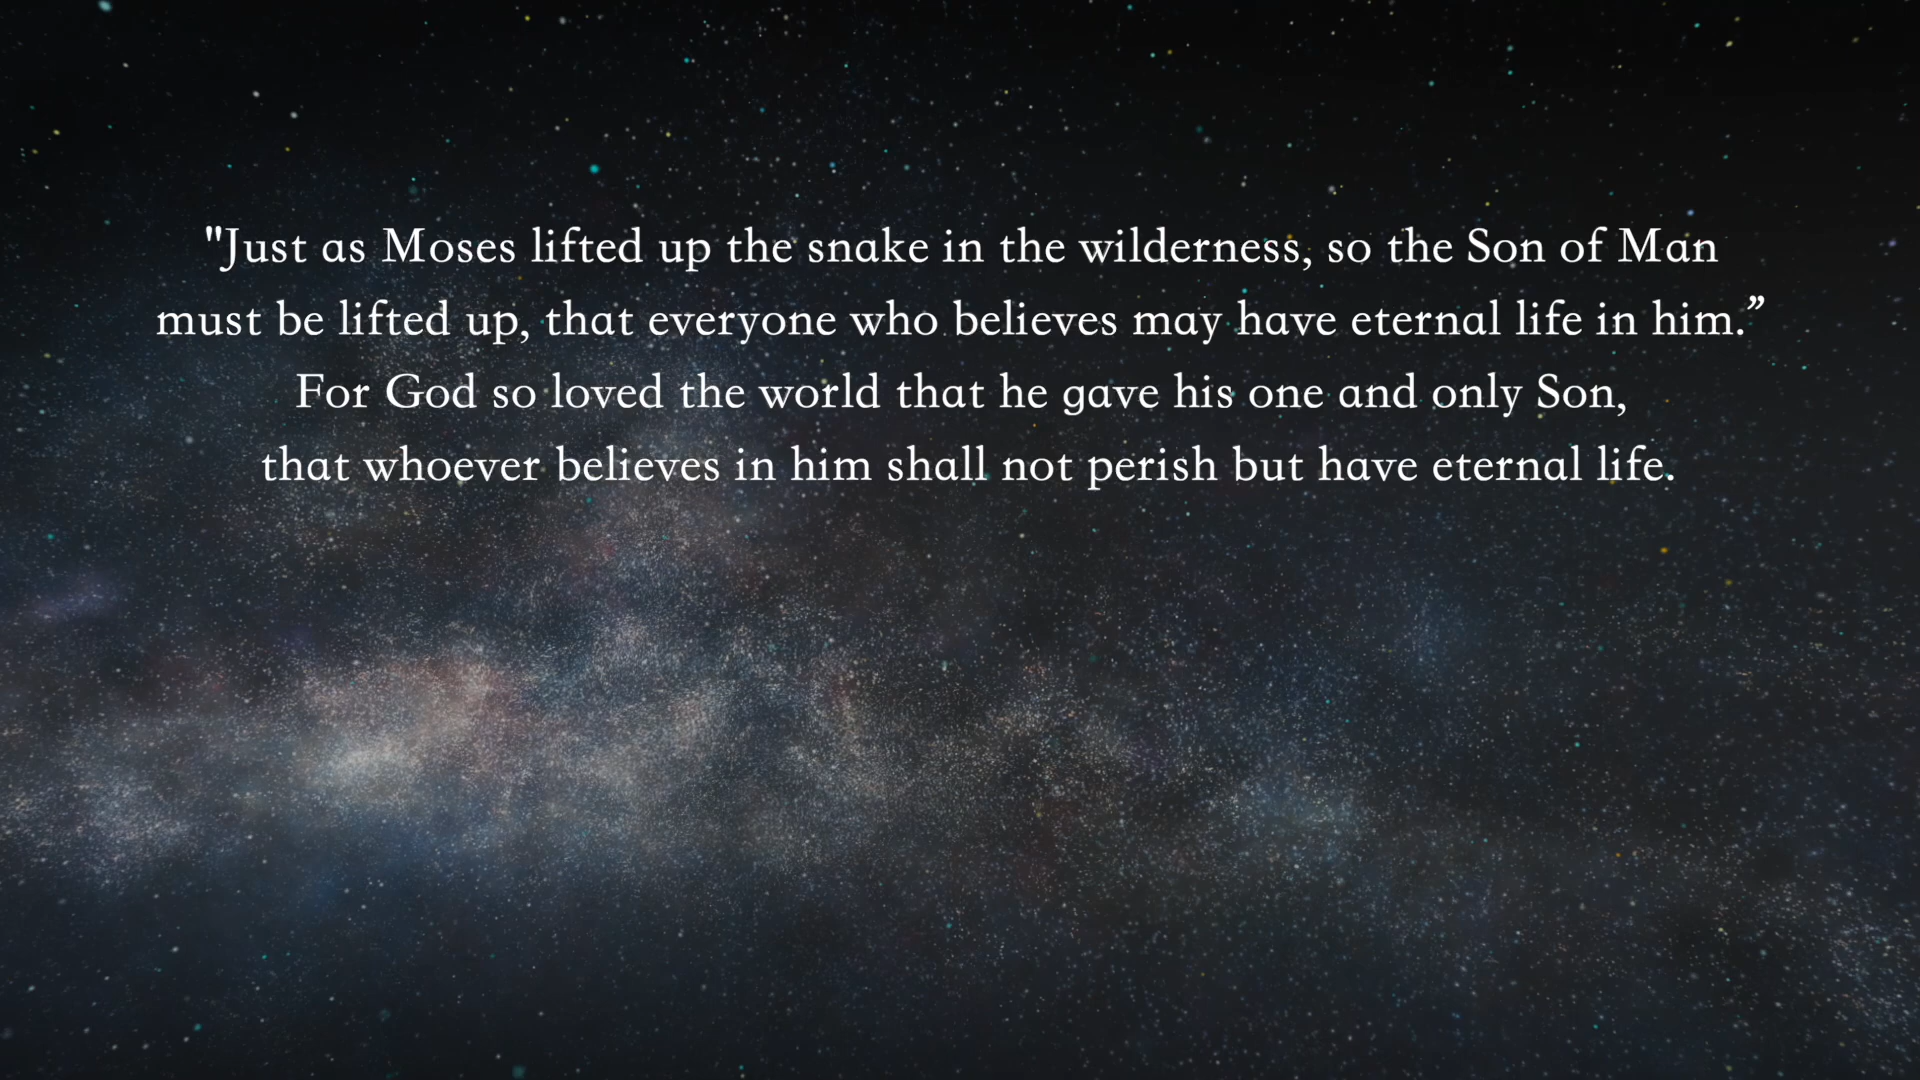 "Just as Moses lifted up the snake in the wilderness, so the Son of Man
must be lifted up, that everyone who believes may have eternal life in him.”
For God so loved the world that he gave his one and only Son,
that whoever believes in him shall not perish but have eternal life.